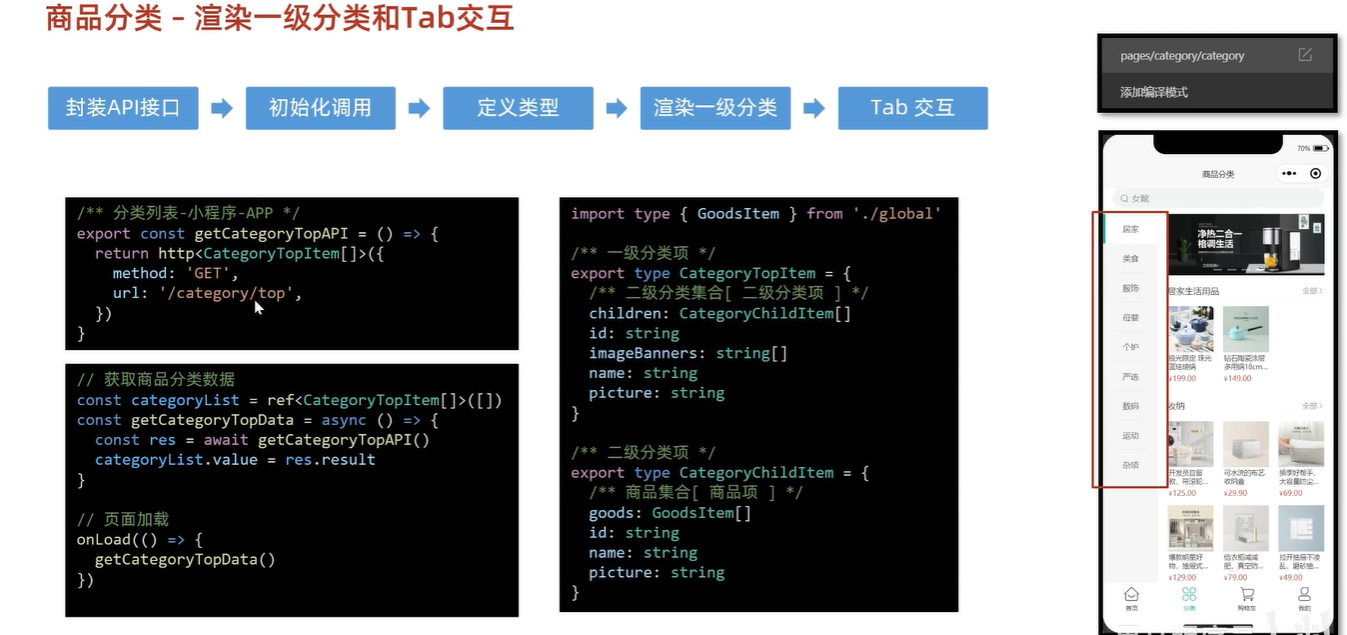 商品分类 – 渲染一级分类和Tab交互
封装API接口
初始化调用
定义类型
渲染一级分类
Tab 交互
/** 分类列表-小程序-APP */
export const getCategoryTopAPI = () => {
return http<CategoryTopItem[]>({
method: 'GET',
url: '/category/top',
})
}
// 获取商品分类数据
const categoryList = ref<CategoryTopItem[]>([])
const getCategoryTopData = async () => {
const res = await getCategoryTopAPI()
categoryList.value = res.result
}
// 页面加载
onLoad(() => {
getCategoryTopData()
})
import type { GoodsItem } from './global'
/** 一级分类项 */
export type CategoryTopItem = {
/** 二级分类集合[ 二级分类项 ] */
children: CategoryChildItem[]
id: string
imageBanners: string[]
name: string
picture: string
}
/** 二级分类项 */
export type CategoryChildItem = {
/** 商品集合[ 商品项 ] */
goods: GoodsItem[]
id: string
name: string
picture: string
}
pages/category/category
添加编译模式
70%
商品分类
女靴
居家
美食
服饰
母婴
个护
严选
数码
运动
杂项
净热二合一
格调生活
居家生活用品
全部
极光限定 珠光
蓝珐琅锅
¥199.00
钻石陶瓷涂层
多用锅18cm...
¥149.00
收纳
全部
开发员自留
款，带滚轮...
¥125.00
可水洗的布艺
收纳盒
¥29.90
换季好帮手、
大容量防尘...
¥69.00
爆款明星好
物，抽屉式...
¥129.00
给衣柜减减
肥，真空防...
¥79.00
拉开抽屉不凌
乱，磨砂抽...
¥49.00
首页
分类
购物车
我的